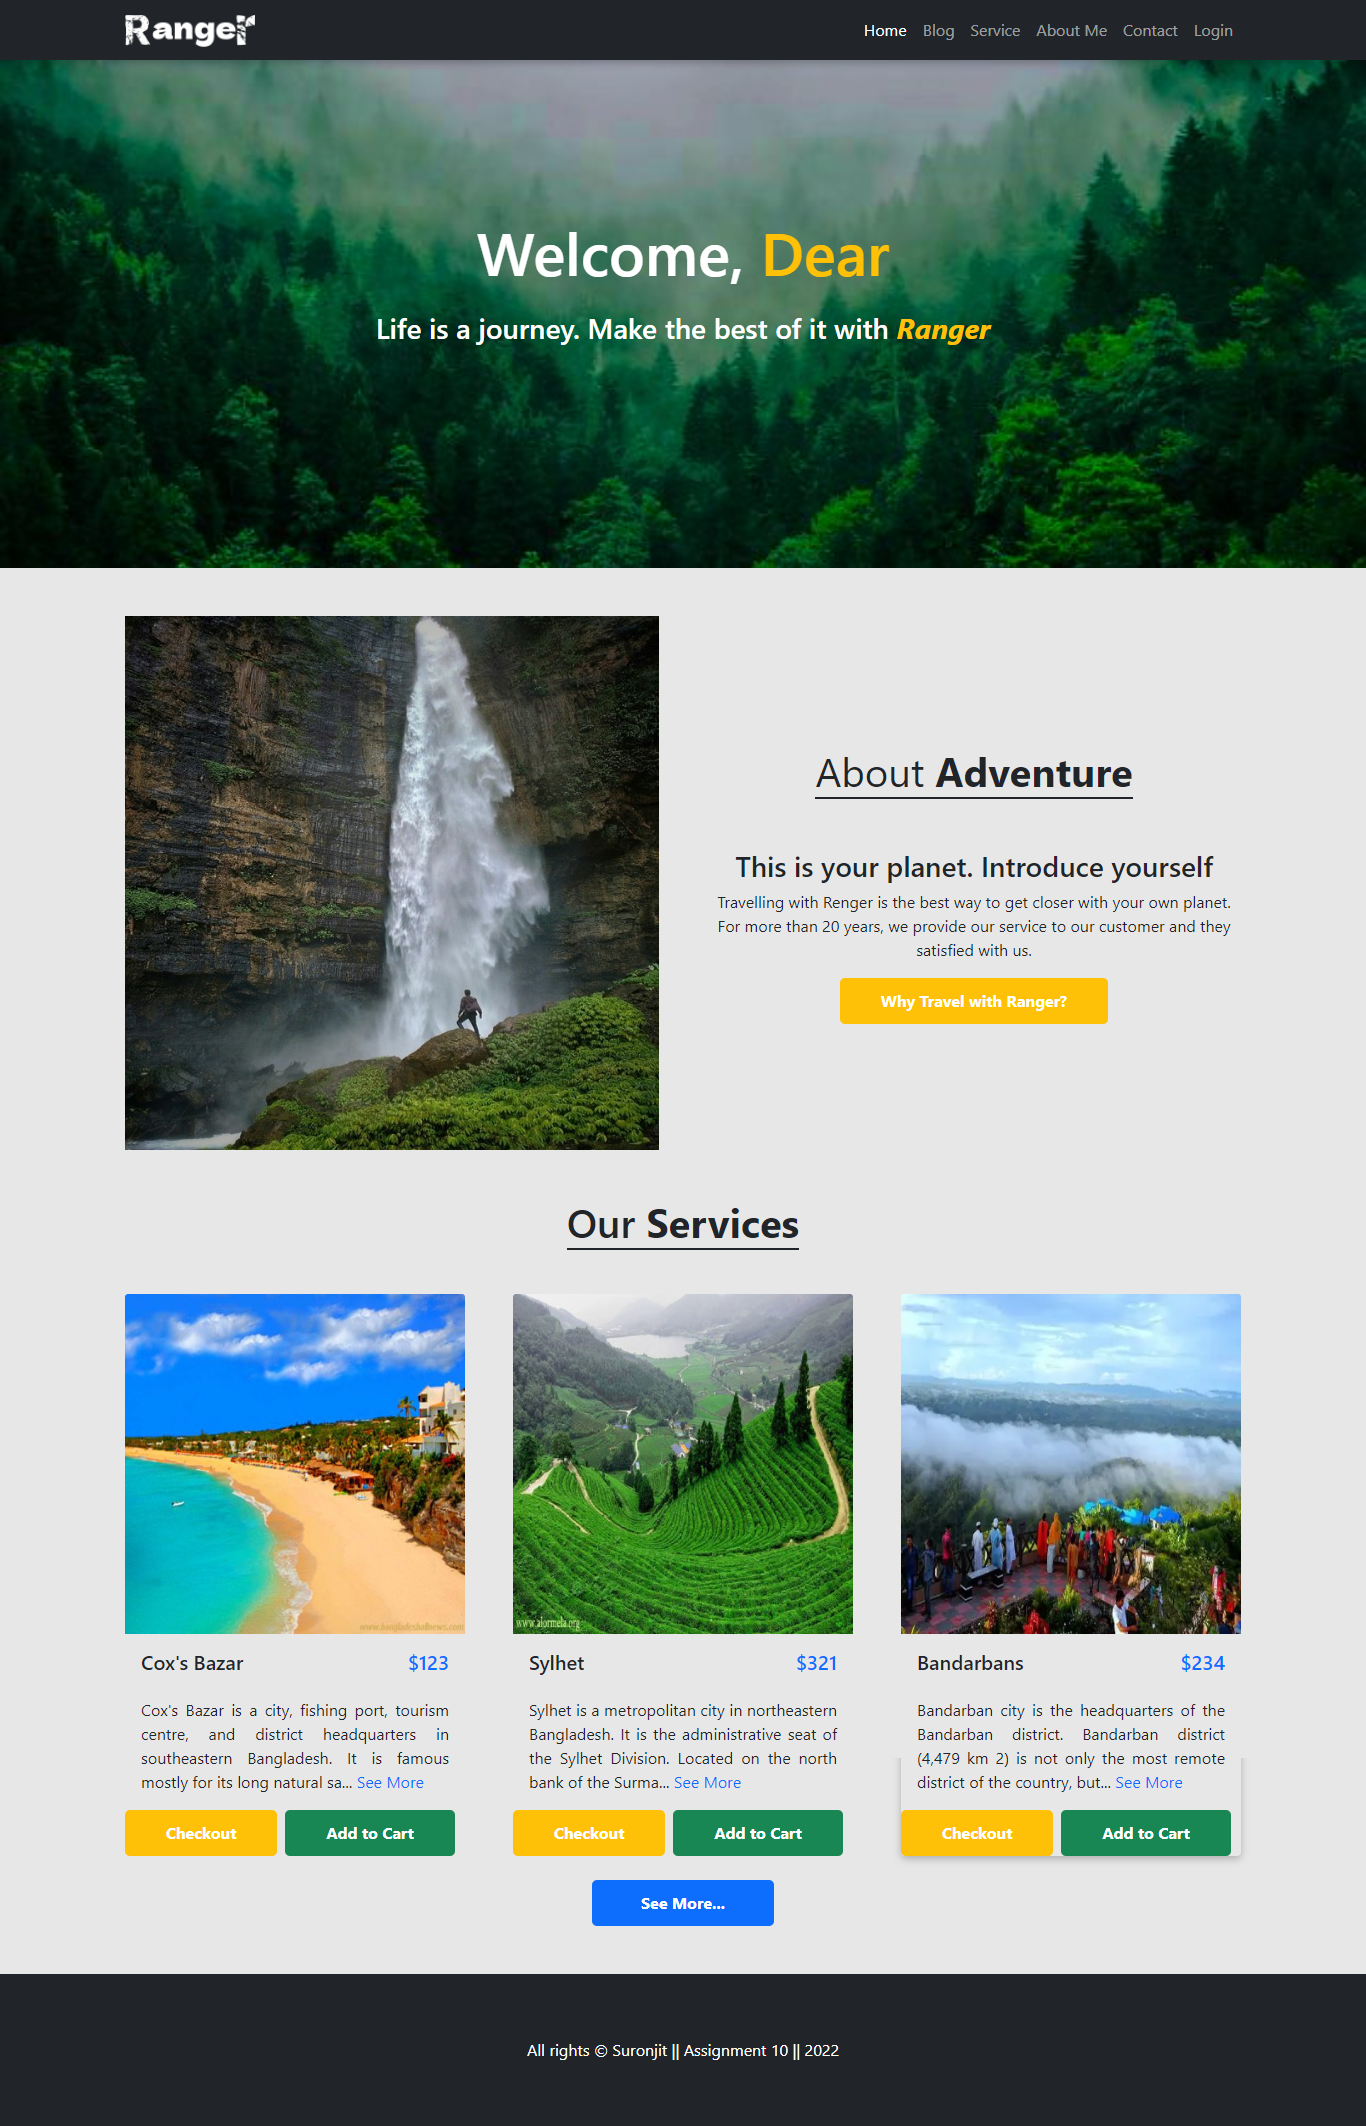 Ranger
Home Blog Service About Me Contact Login
Welcome, Dear
Life is a journey. Make the best of it with Ranger
About Adventure
This is your planet. Introduce yourself
Travelling with Renger is the best way to get closer with your own planet.
For more than 20 years, we provide our service to our customer and they
satisfied with us.
Why Travel with Ranger?
Our Services
www.alormela.org
Cox's Bazar $123
Cox's Bazar is a city, fishing port, tourism
centre, and district headquarters in
southeastern Bangladesh. It is famous
mostly for its long natural sa... See More
Checkout Add to Cart
Sylhet $321
Sylhet is a metropolitan city in northeastern
Bangladesh. It is the administrative seat of
the Sylhet Division. Located on the north
bank of the Surma... See More
Checkout Add to Cart
Bandarbans $234
Bandarban city is the headquarters of the
Bandarban district. Bandarban district
(4,479 km 2) is not only the most remote
district of the country, but... See More
Checkout Add to Cart
See More...
All rights © Suronjit || Assignment 10 || 2022